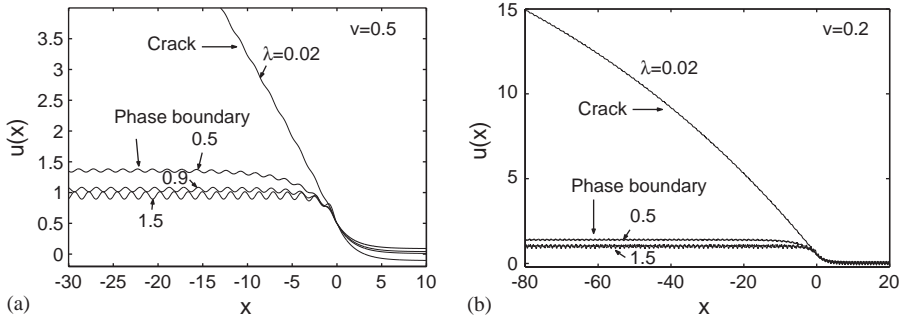 4
3.5
3
2.5
2
1.5
1
0.5
0
-30 -25 -20 -15 -10 -5 0 5 10
u(x)
x
v=0.5
Crack
λ=0.02
Phase boundary
0.5
0.9
1.5
(a)
15
10
5
0
-80 -60 -40 -20 0 20
u(x)
x
v=0.2
λ=0.02
Crack
Phase boundary
0.5
1.5
(b)